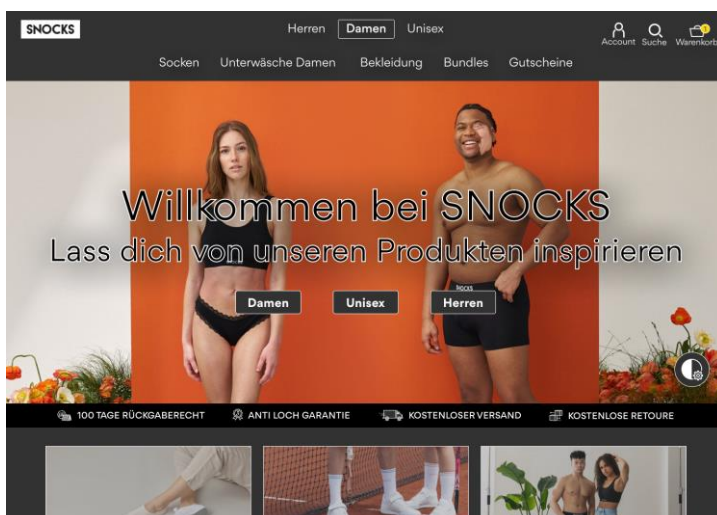 SNOCKS
Herren Damen Unisex
1
Account Suche Warenkorb
Socken Unterwäsche Damen Bekleidung Bundles Gutscheine
Willkommen bei SNOCKS
Lass dich von unseren Produkten inspirieren
Damen Unisex Herren
100 TAGE RÜCKGABERECHT ANTI LOCH GARANTIE KOSTENLOSER VERSAND KOSTENLOSE RETOURE